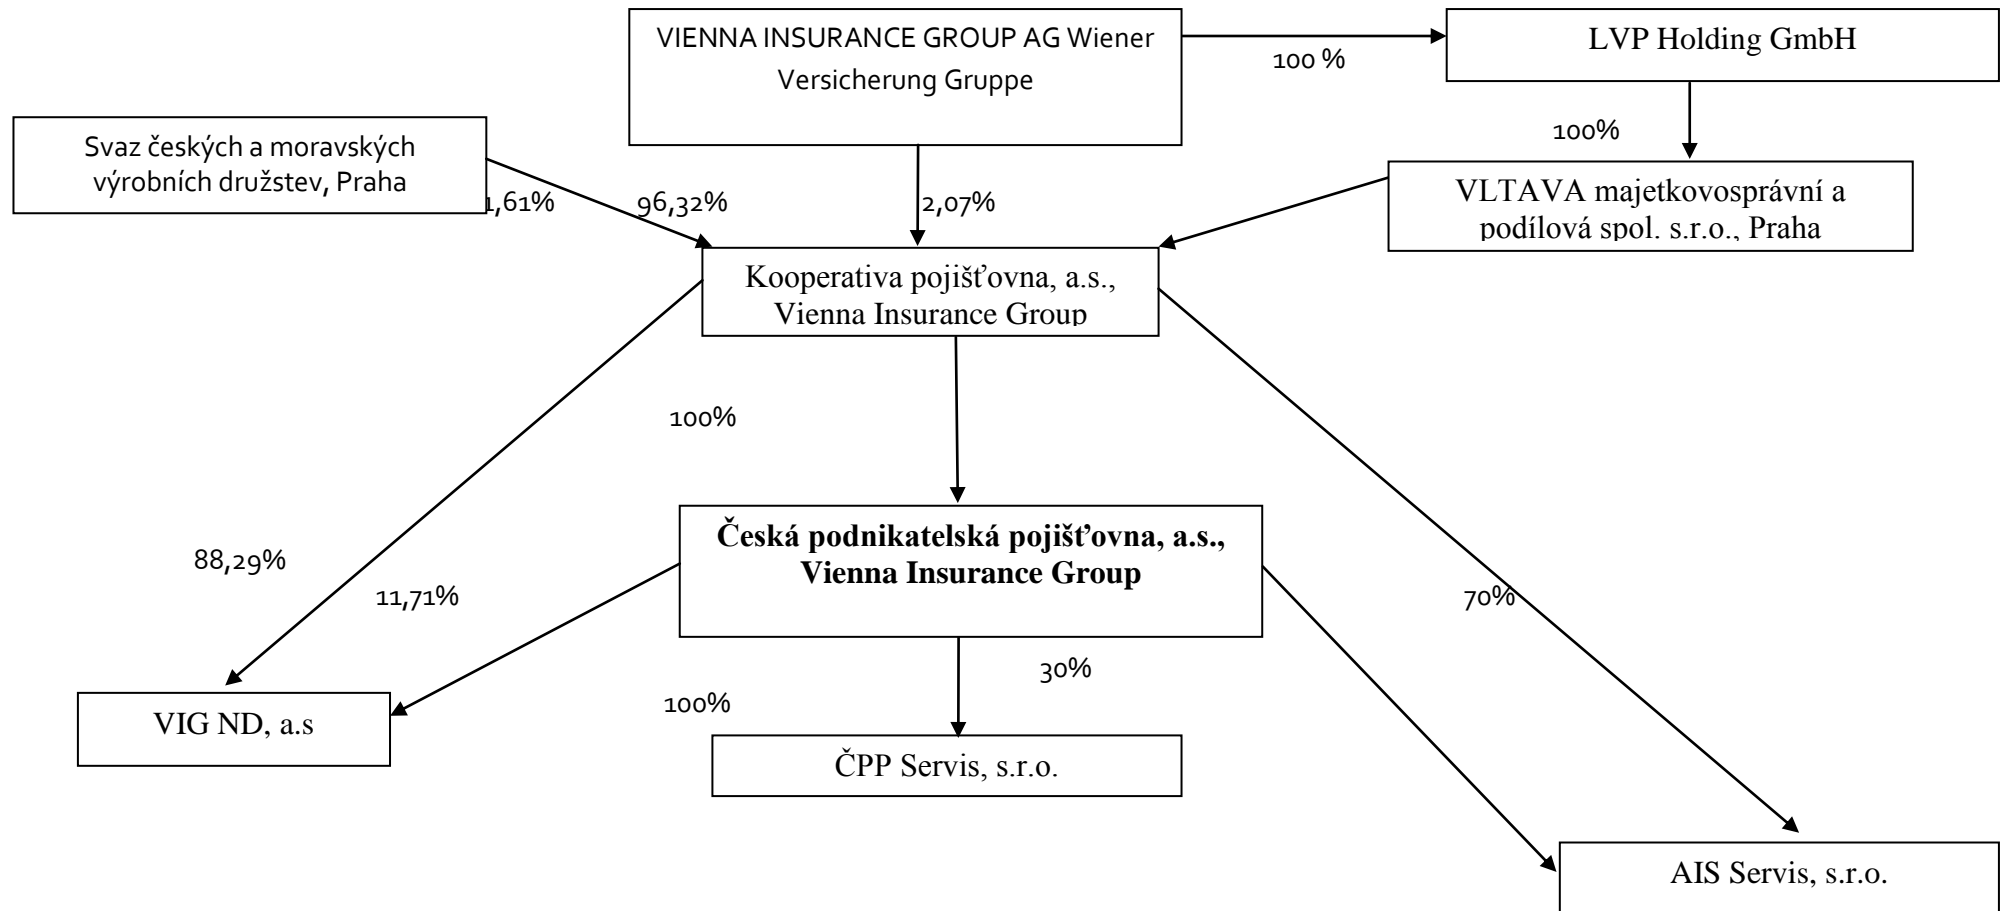 VIENNA INSURANCE GROUP AG Wiener
Versicherung Gruppe
LVP Holding GmbH
100 %
Svaz českých a moravských
výrobních družstev, Praha
100%
VLTAVA majetkovosprávní a
podílová spol. s.r.o., Praha
1,61%
96,32%
2,07%
Kooperativa pojišťovna, a.s.,
Vienna Insurance Group
100%
Česká podnikatelská pojišťovna, a.s.,
Vienna Insurance Group
88,29%
11,71%
70%
30%
100%
VIG ND, a.s
ČPP Servis, s.r.o.
AIS Servis, s.r.o.